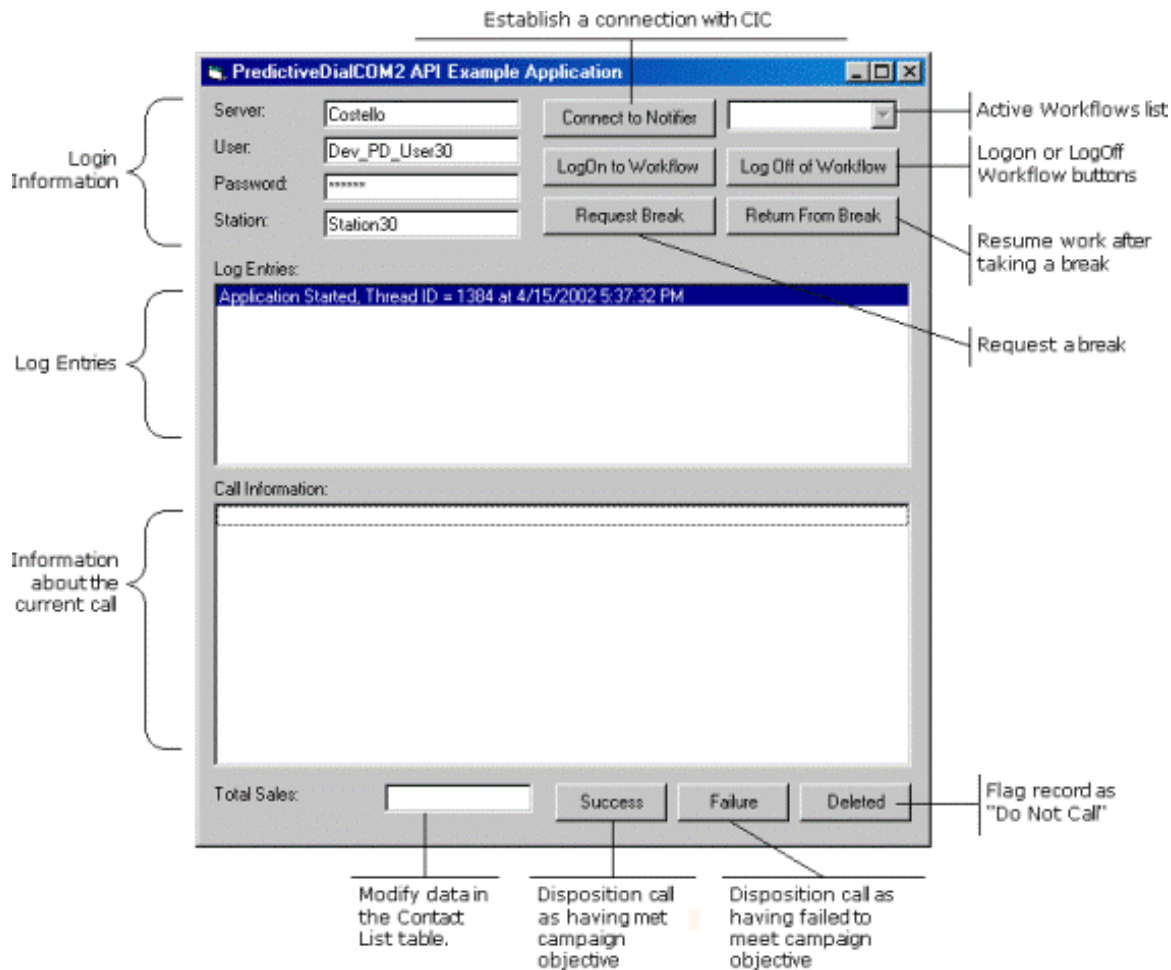 Establish a connection with CIC
PredictiveDialCOM2 API Example Application
Server:
Costello
Connect to Notifier
Active Workflows list
User:
Dev_PD_User30
LogOn to Workflow
Log Off of Workflow
Logon or LogOff
Workflow buttons
Login
Information
Password:
******
Station:
Station30
Request Break
Return From Break
Resume work after
taking a break
Log Entries:
Application Started, Thread ID = 1384 at 4/15/2002 5:37:32 PM
Request a break
Log Entries
Call Information:
Information
about the
current call
Total Sales:
Success
Failure
Deleted
Flag record as
"Do Not Call"
Modify data in
the Contact
List table.
Disposition call
as having met
campaign
objective
Disposition call as
having failed to
meet campaign
objective